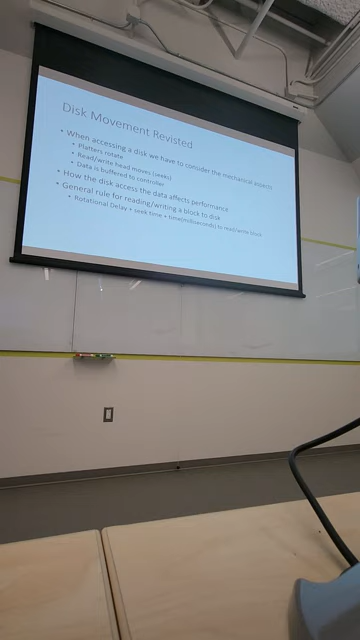 Disk Movement Revisted
• When accessing a disk we have to consider the mechanical aspects
• Platters rotate
• Read/write head moves (seeks)
• Data is buffered to controller
• How the disk access the data affects performance
• General rule for reading/writing a block to disk
• Rotational Delay + seek time + time(milliseconds) to read/write block